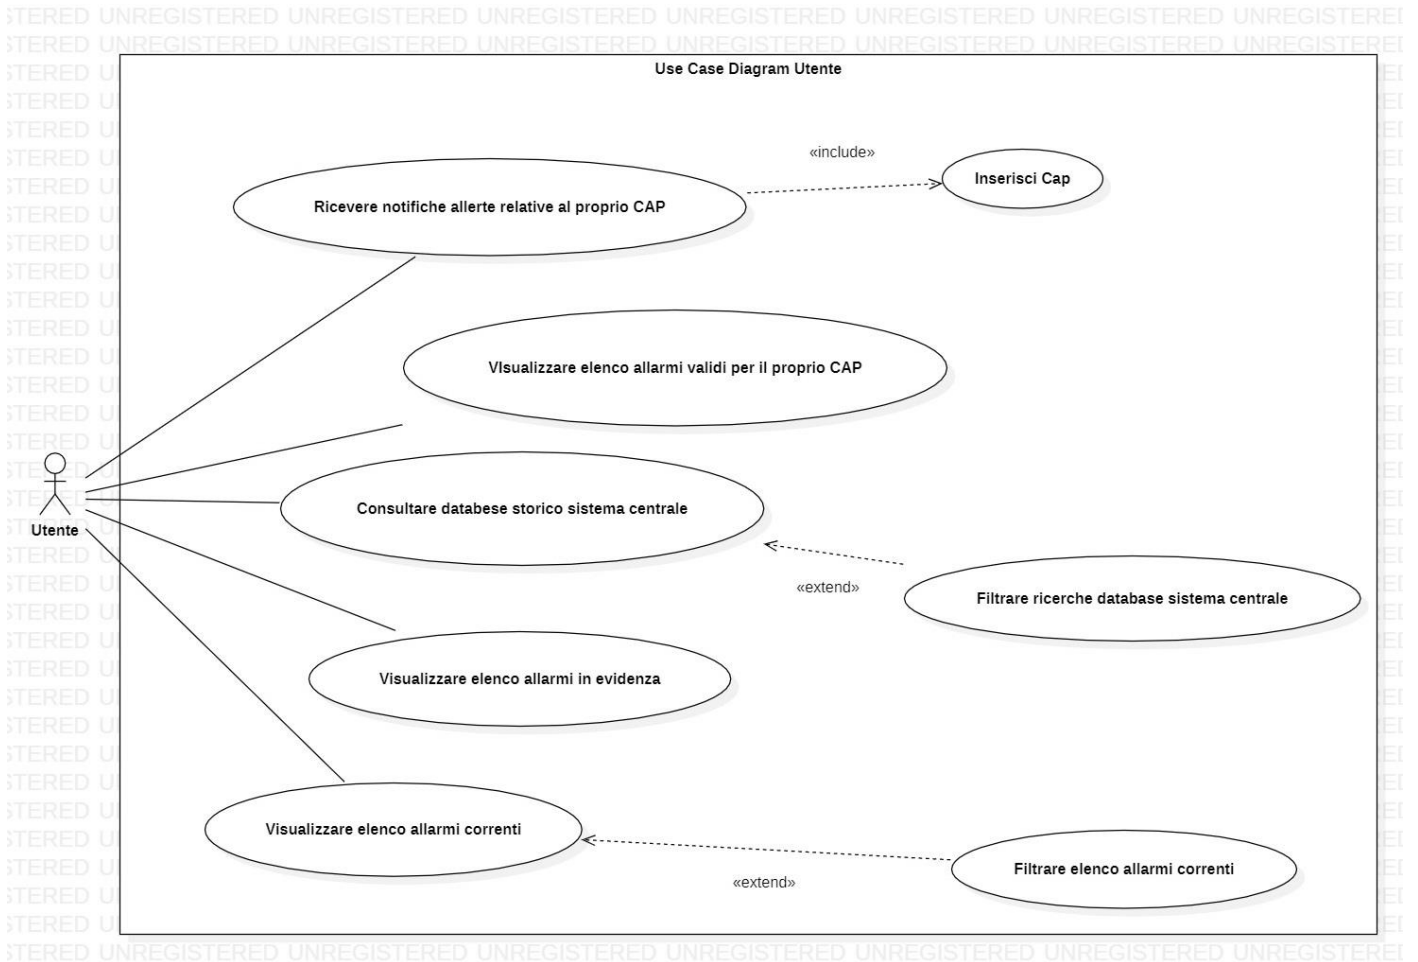 Use Case Diagram Utente
«include»
Inserisci Cap
Ricevere notifiche allerte relative al proprio CAP
VIsualizzare elenco allarmi validi per il proprio CAP
Consultare databese storico sistema centrale
Utente
«extend»
Filtrare ricerche database sistema centrale
Visualizzare elenco allarmi in evidenza
Visualizzare elenco allarmi correnti
Filtrare elenco allarmi correnti
«extend»
UNREGISTERED